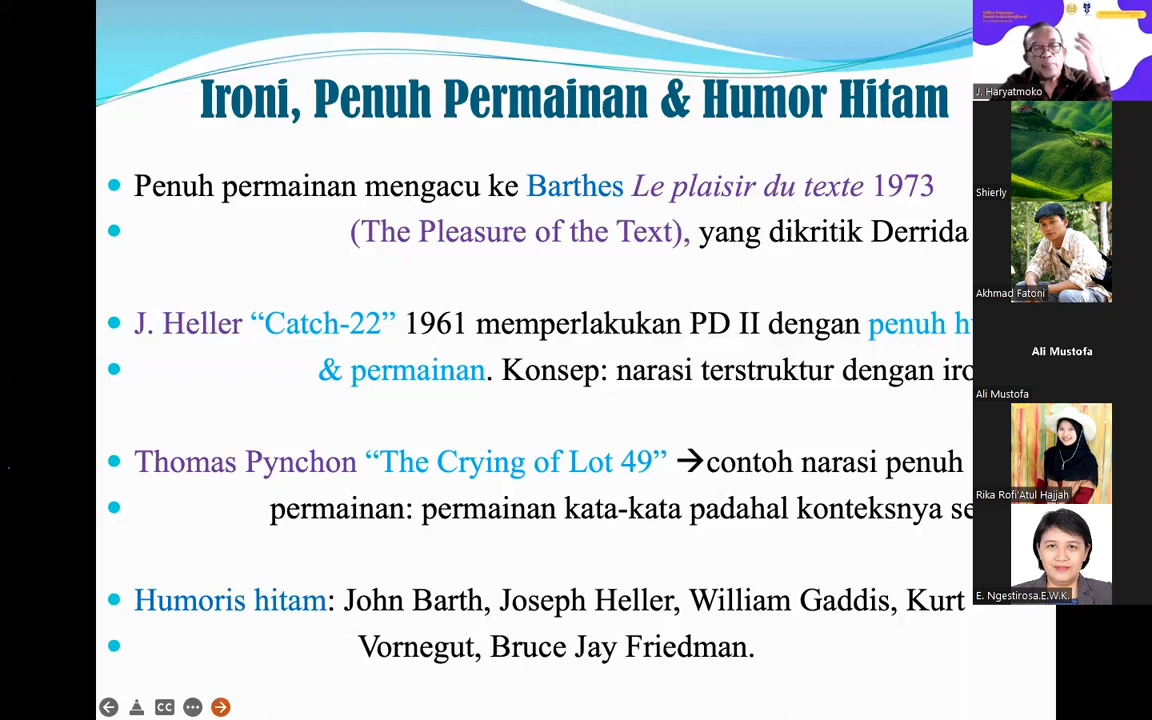 Ironi, Penuh Permainan & Humor Hitam
Penuh permainan mengacu ke Barthes Le plaisir du texte 1973
(The Pleasure of the Text), yang dikritik Derrida
J. Heller “Catch-22” 1961 memperlakukan PD II dengan penuh
& permainan. Konsep: narasi terstruktur dengan
Thomas Pynchon “The Crying of Lot 49” →contoh narasi penuh
permainan: permainan kata-kata padahal konteksnya
Humoris hitam: John Barth, Joseph Heller, William Gaddis, Kurt
Vornegut, Bruce Jay Friedman.
CC
J. Haryatmoko
Shierly
Akhmad Fatoni
Ali Mustofa
Ali Mustofa
Rika Rofi'Atul Hajjah
E. Ngestirosa.E.W.K.